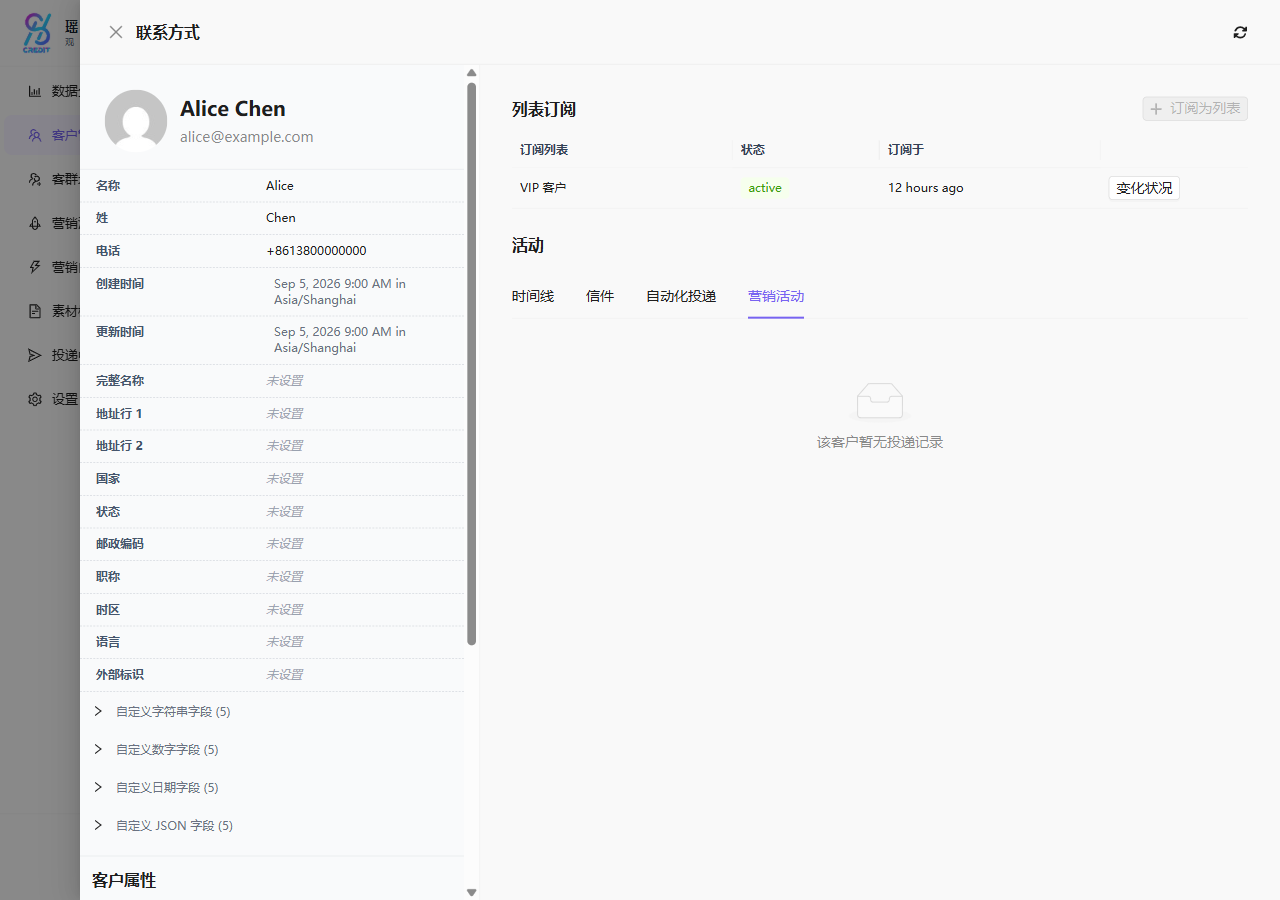 CREDIT
瑶
观
数据
客户
客群
营销
营销
素材
投递
设置
联系方式
Alice Chen
alice@example.com
名称 Alice
姓 Chen
电话 +8613800000000
创建时间 Sep 5, 2026 9:00 AM in
Asia/Shanghai
更新时间 Sep 5, 2026 9:00 AM in
Asia/Shanghai
完整名称 未设置
地址行 1 未设置
地址行 2 未设置
国家 未设置
状态 未设置
邮政编码 未设置
职称 未设置
时区 未设置
语言 未设置
外部标识 未设置
自定义字符串字段 (5)
自定义数字字段 (5)
自定义日期字段 (5)
自定义 JSON 字段 (5)
客户属性
列表订阅
订阅为列表
订阅列表 状态 订阅于
VIP 客户 active 12 hours ago 变化状况
活动
时间线 信件 自动化投递 营销活动
该客户暂无投递记录